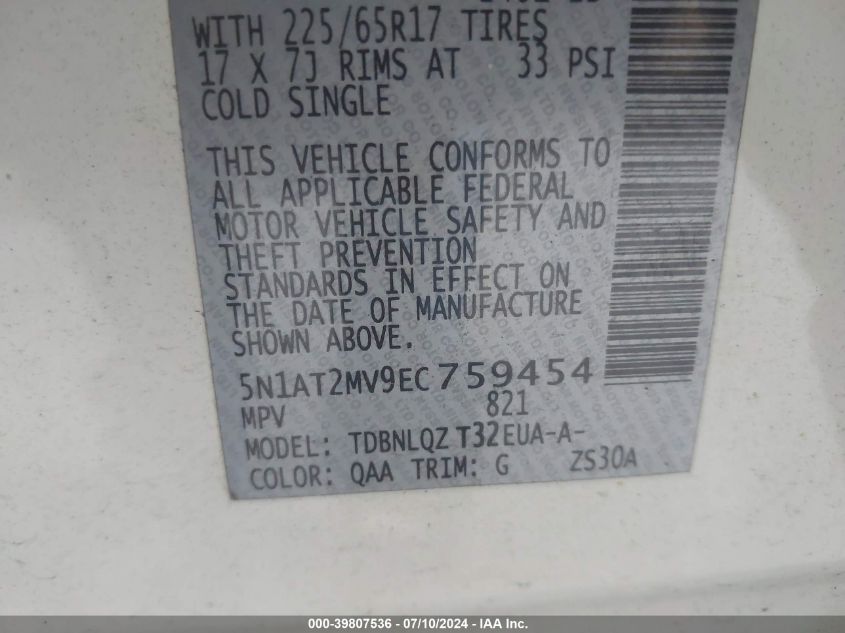 WITH 225/65R17 TIRES
17 X 7J RIMS AT 33 PSI
COLD SINGLE
THIS VEHICLE CONFORMS TO
ALL APPLICABLE FEDERAL
MOTOR VEHICLE SAFETY AND
THEFT PREVENTION
STANDARDS IN EFFECT ON
THE DATE OF MANUFACTURE
SHOWN ABOVE.
5N1AT2MV9EC759454
MPV 821
MODEL: TDBNLQZ T32EUA-A-
COLOR: QAA TRIM: G ZS30A
000-39807536 - 07/10/2024 - IAA Inc.